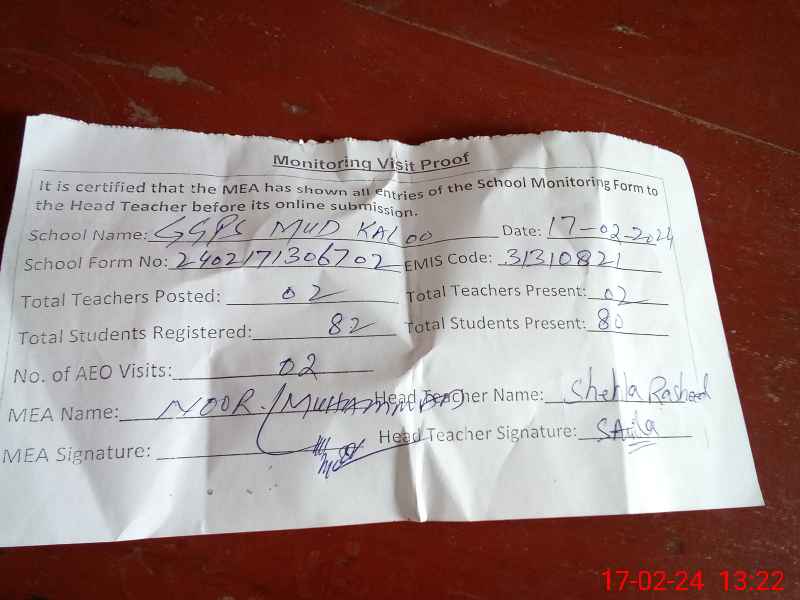 Monitoring Visit Proof
It is certified that the MEA has shown all entries of the School Monitoring Form to
the Head Teacher before its online submission.
School Name: GGPS MUD KALOO Date: 17-02-2024
School Form No: 2402171306702 EMIS Code: 31310821
Total Teachers Posted: 02 Total Teachers Present: 02
Total Students Registered: 82 Total Students Present: 80
No. of AEO Visits: 02
MEA Name: NOOR MUHAMMAD Head Teacher Name: Shehla Rasheed
MEA Signature: Head Teacher Signature:
17-02-24 13:22